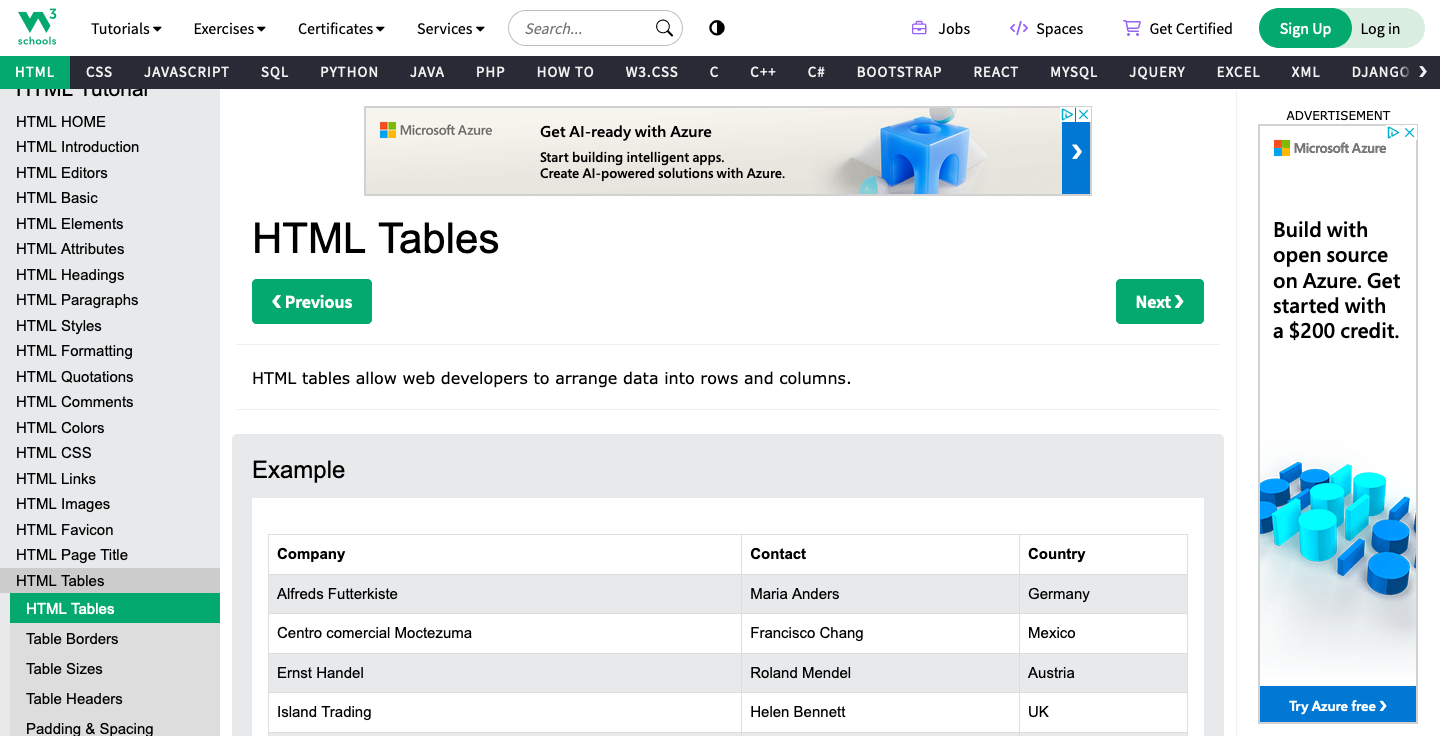 3
schools
Tutorials
Exercises
Certificates
Services
Search...
Jobs
Spaces
Get Certified
Sign Up
Log in
HTML
CSS
JAVASCRIPT
SQL
PYTHON
JAVA
PHP
HOW TO
W3.CSS
C
C++
C#
BOOTSTRAP
REACT
MYSQL
JQUERY
EXCEL
XML
DJANGO
❯
HTML Tutorial
HTML HOME
HTML Introduction
HTML Editors
HTML Basic
HTML Elements
HTML Attributes
HTML Headings
HTML Paragraphs
HTML Styles
HTML Formatting
HTML Quotations
HTML Comments
HTML Colors
HTML CSS
HTML Links
HTML Images
HTML Favicon
HTML Page Title
HTML Tables
HTML Tables
Table Borders
Table Sizes
Table Headers
Padding & Spacing
Microsoft Azure
Get AI-ready with Azure
Start building intelligent apps.
Create AI-powered solutions with Azure.
HTML Tables
❮ Previous
Next ❯
HTML tables allow web developers to arrange data into rows and columns.
Example
Company Contact Country
Alfreds Futterkiste Maria Anders Germany
Centro comercial Moctezuma Francisco Chang Mexico
Ernst Handel Roland Mendel Austria
Island Trading Helen Bennett UK
ADVERTISEMENT
Microsoft Azure
Build with
open source
on Azure. Get
started with
a $200 credit.
Try Azure free ❯